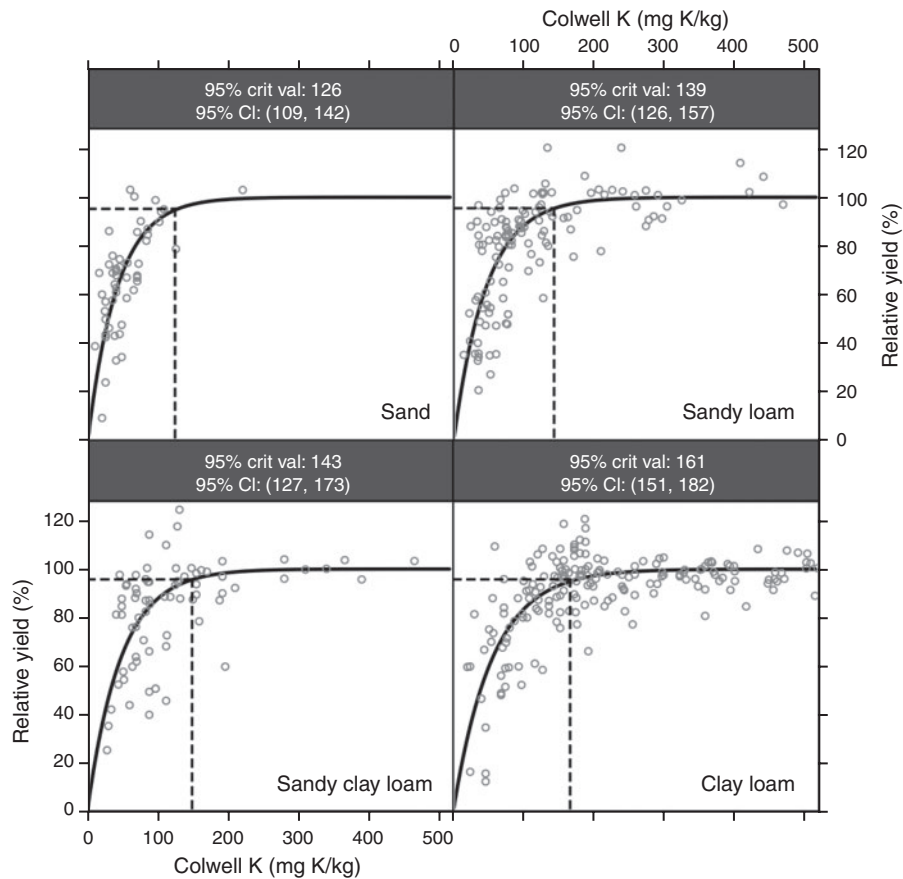 Colwell K (mg K/kg)
0 100 200 300 400 500
95% crit val: 126
95% CI: (109, 142)
95% crit val: 139
95% CI: (126, 157)
120
100
80
60
40
20
0
Relative yield (%)
Sand
Sandy loam
95% crit val: 143
95% CI: (127, 173)
95% crit val: 161
95% CI: (151, 182)
120
100
80
60
40
20
0
Relative yield (%)
Sandy clay loam
Clay loam
0 100 200 300 400 500
Colwell K (mg K/kg)